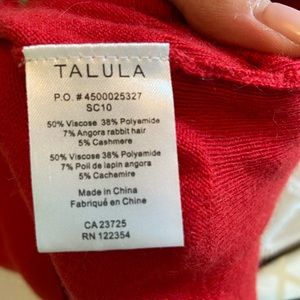 TALULA
P.O. # 4500025327
SC10
50% Viscose 38% Polyamide
7% Angora rabbit hair
5% Cashmere
50% Viscose 38% Polyamide
7% Poil de lapin angora
5% Cachemire
Made in China
Fabriqué en Chine
CA 23725
RN 122354